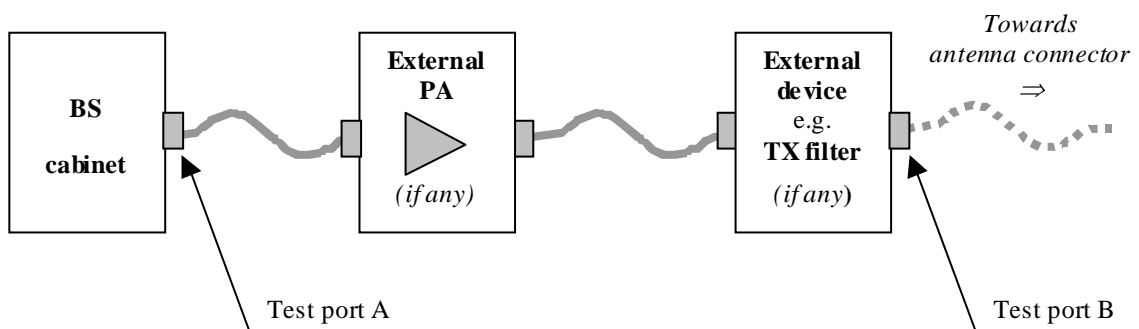 BS
cabinet
External
PA
(if any)
External
device
e.g.
TX filter
(if any)
Towards
antenna connector
⇒
Test port A
Test port B